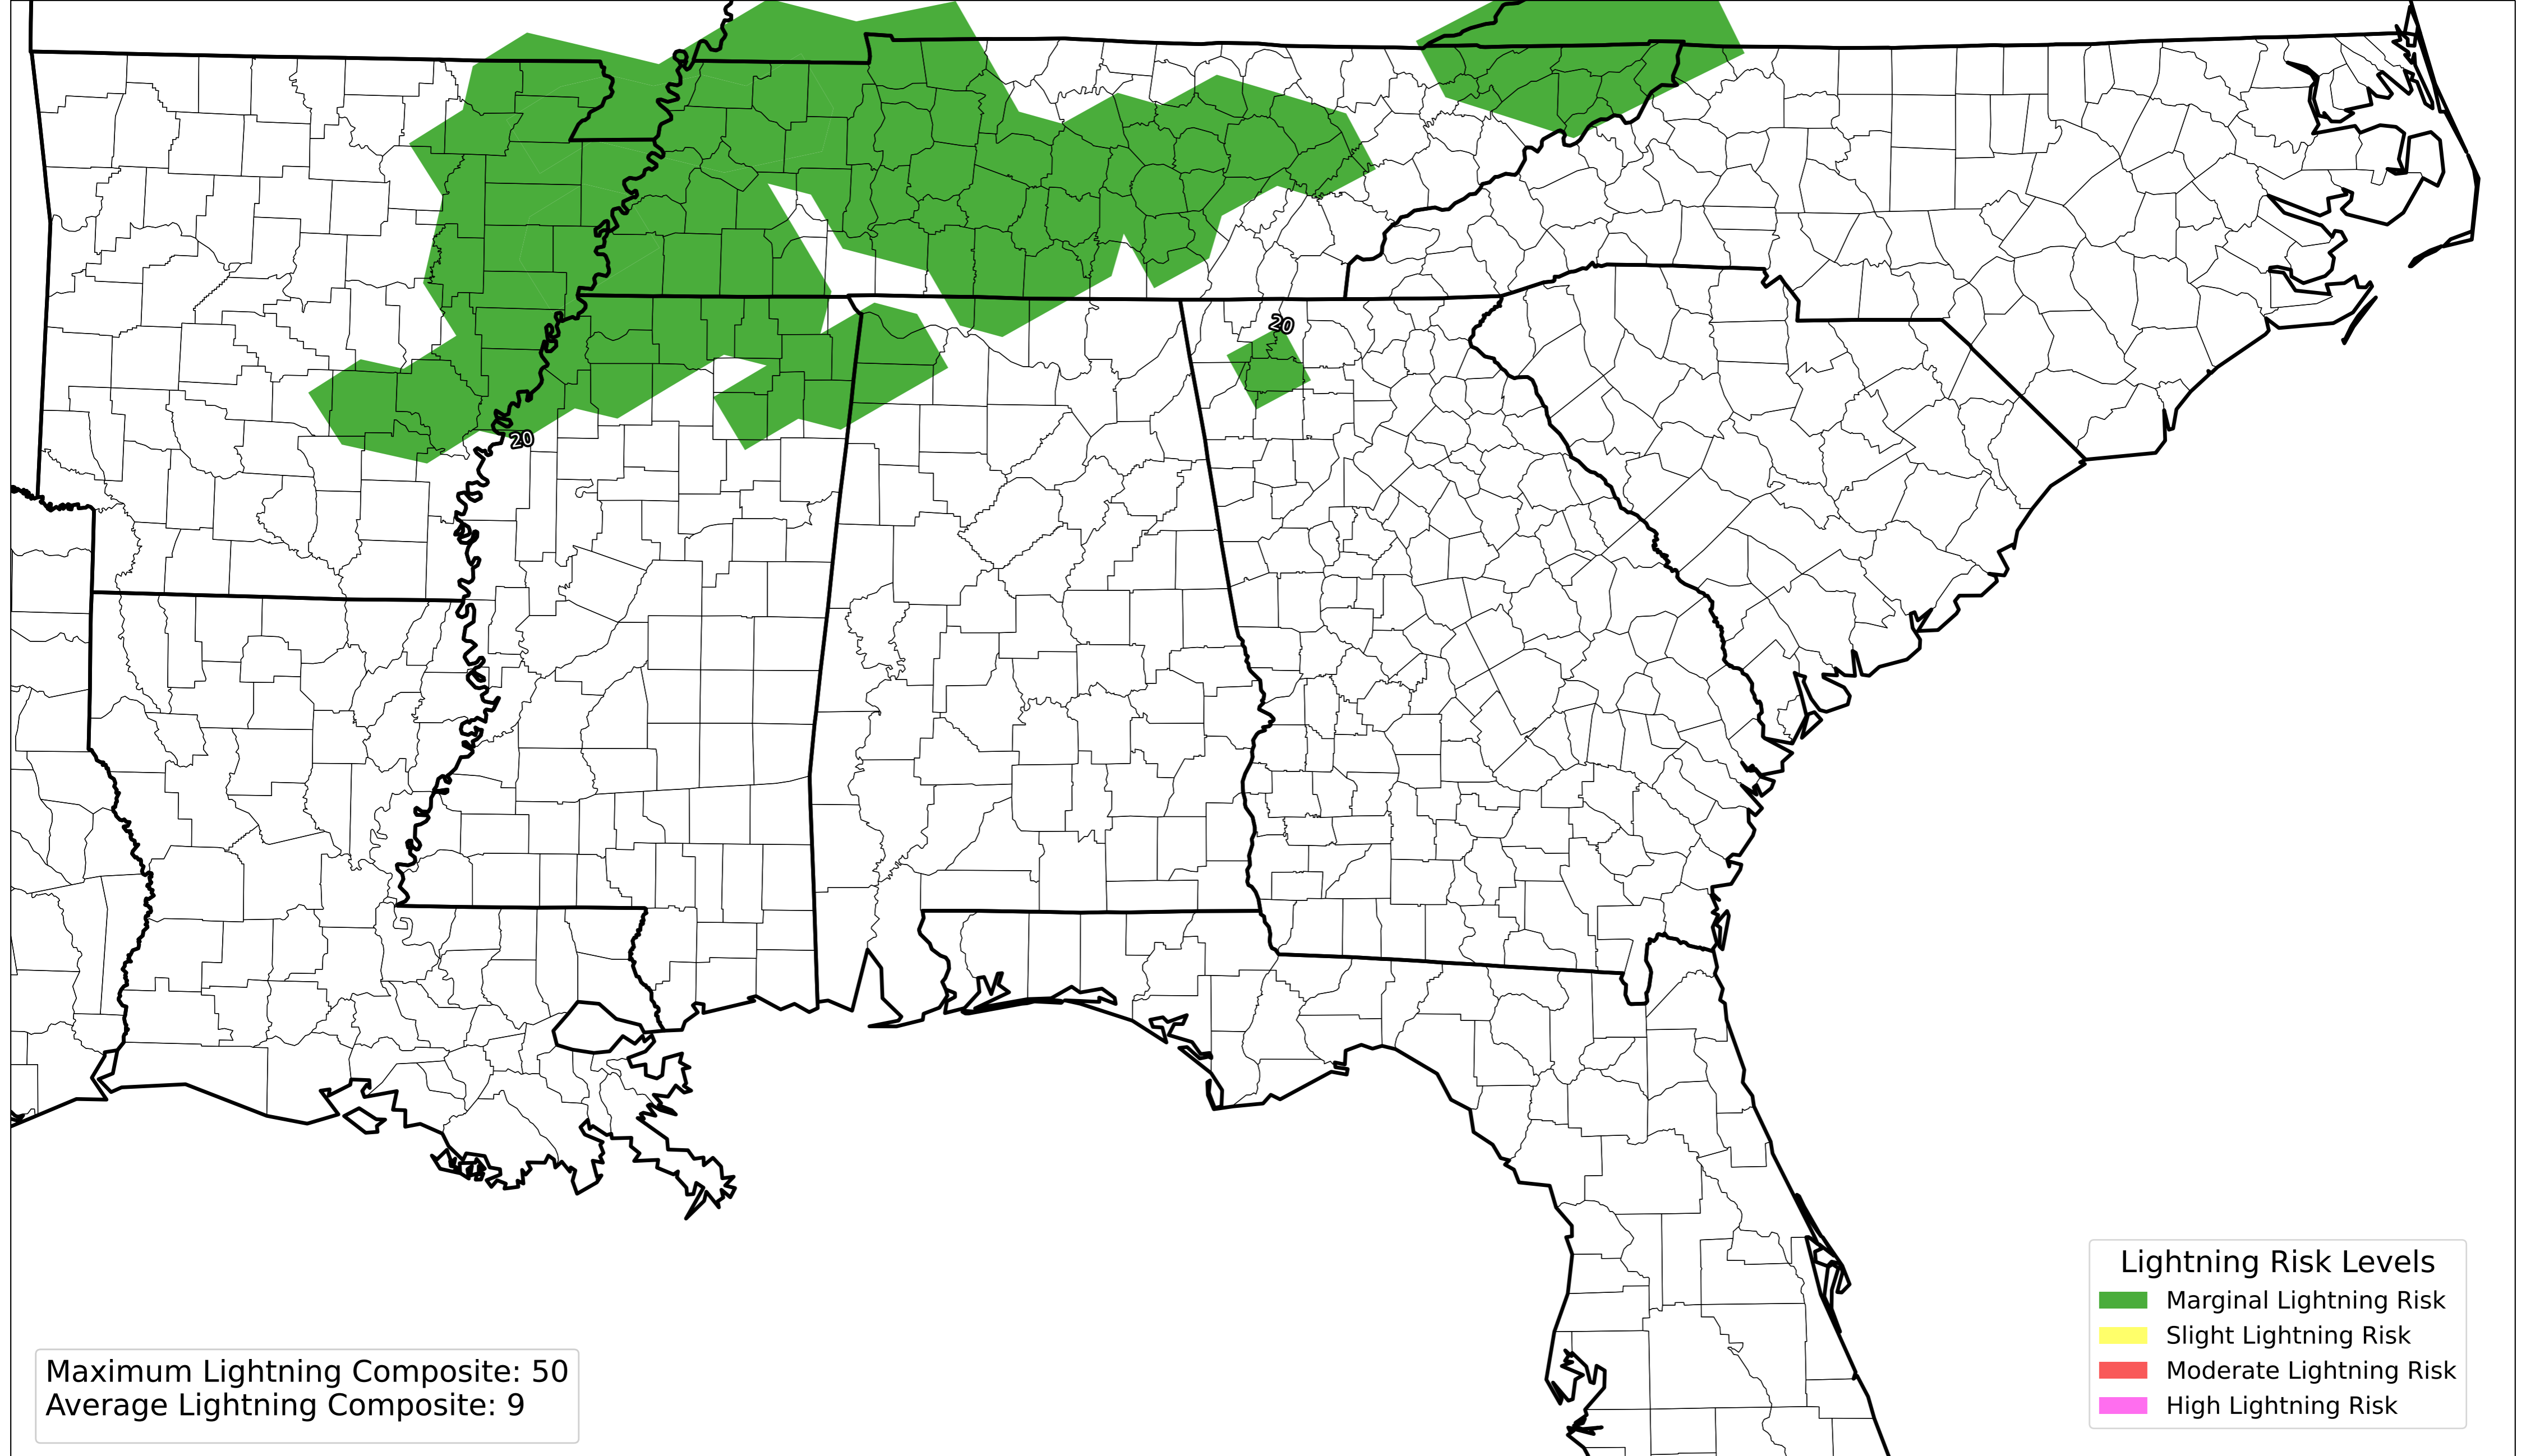 20
20
Maximum Lightning Composite: 50
Average Lightning Composite: 9
Lightning Risk Levels
Marginal Lightning Risk
Slight Lightning Risk
Moderate Lightning Risk
High Lightning Risk